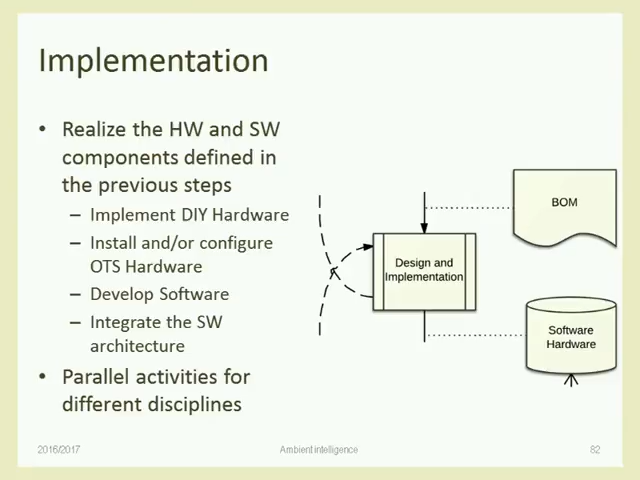 Implementation
• Realize the HW and SW
components defined in
the previous steps
– Implement DIY Hardware
– Install and/or configure
OTS Hardware
– Develop Software
– Integrate the SW
architecture
• Parallel activities for
different disciplines
BOM
Design and
Implementation
Software
Hardware
2016/2017
Ambient intelligence
82